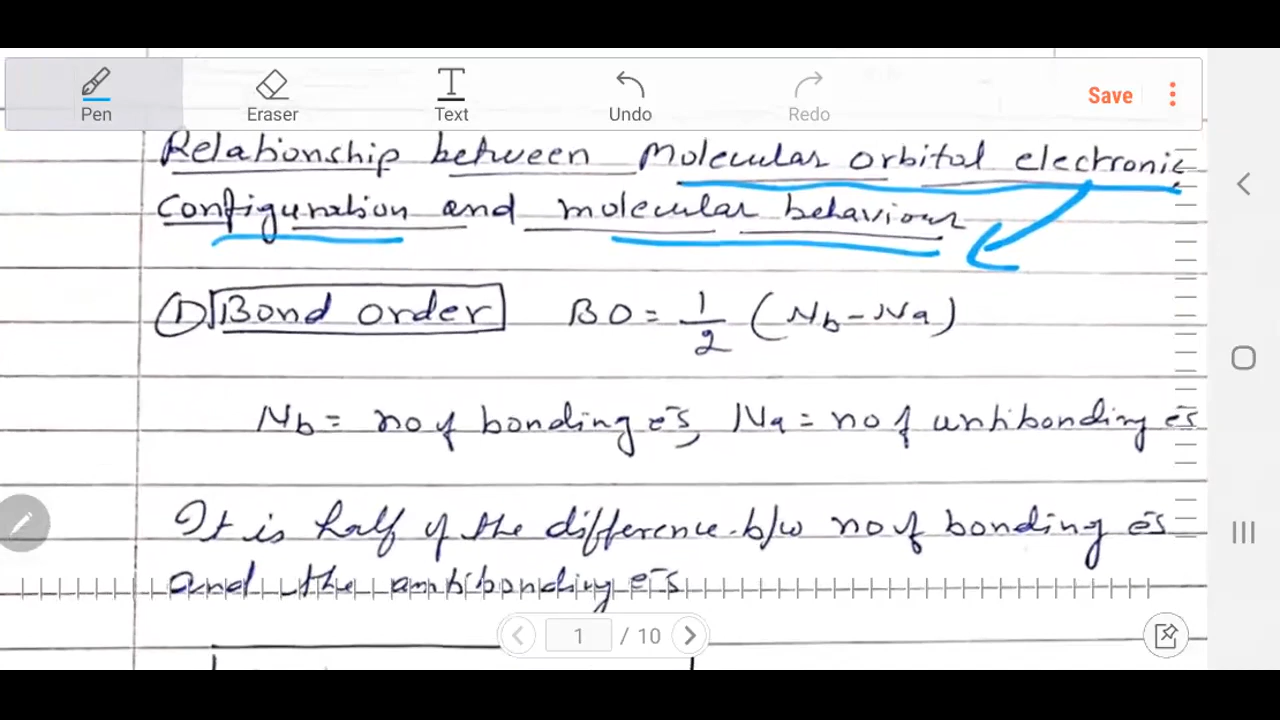 Pen
Eraser
Text
Undo
Redo
Save
Relationship between Molecular orbital electronic
configuration and molecular behaviour
① Bond order BO = 1/2 (Nb - Na)
Nb = no of bonding e-s, Na = no of antibonding e-s
It is half of the difference b/w no of bonding e-s
and the antibonding e-s
1 / 10